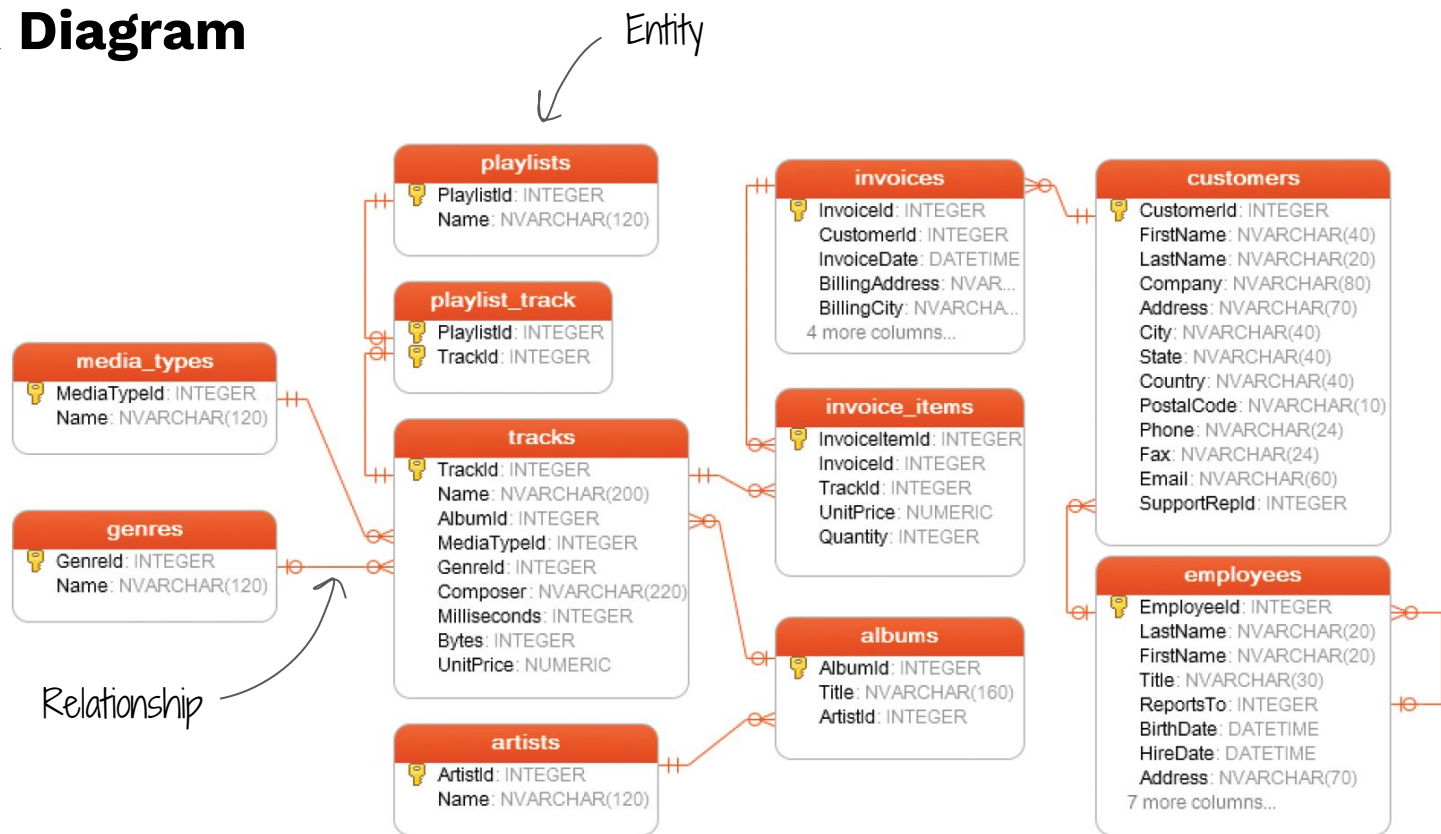 Diagram
Entity
playlists
PlaylistId: INTEGER
Name: NVARCHAR(120)
playlist_track
PlaylistId: INTEGER
TrackId: INTEGER
media_types
MediaTypeId: INTEGER
Name: NVARCHAR(120)
genres
GenreId: INTEGER
Name: NVARCHAR(120)
Relationship
tracks
TrackId: INTEGER
Name: NVARCHAR(200)
AlbumId: INTEGER
MediaTypeId: INTEGER
GenreId: INTEGER
Composer: NVARCHAR(220)
Milliseconds: INTEGER
Bytes: INTEGER
UnitPrice: NUMERIC
artists
ArtistId: INTEGER
Name: NVARCHAR(120)
invoices
InvoiceId: INTEGER
CustomerId: INTEGER
InvoiceDate: DATETIME
BillingAddress: NVAR...
BillingCity: NVARCHA...
4 more columns...
invoice_items
InvoiceItemId: INTEGER
InvoiceId: INTEGER
TrackId: INTEGER
UnitPrice: NUMERIC
Quantity: INTEGER
albums
AlbumId: INTEGER
Title: NVARCHAR(160)
ArtistId: INTEGER
customers
CustomerId: INTEGER
FirstName: NVARCHAR(40)
LastName: NVARCHAR(20)
Company: NVARCHAR(80)
Address: NVARCHAR(70)
City: NVARCHAR(40)
State: NVARCHAR(40)
Country: NVARCHAR(40)
PostalCode: NVARCHAR(10)
Phone: NVARCHAR(24)
Fax: NVARCHAR(24)
Email: NVARCHAR(60)
SupportRepId: INTEGER
employees
EmployeeId: INTEGER
LastName: NVARCHAR(20)
FirstName: NVARCHAR(20)
Title: NVARCHAR(30)
ReportsTo: INTEGER
BirthDate: DATETIME
HireDate: DATETIME
Address: NVARCHAR(70)
7 more columns...